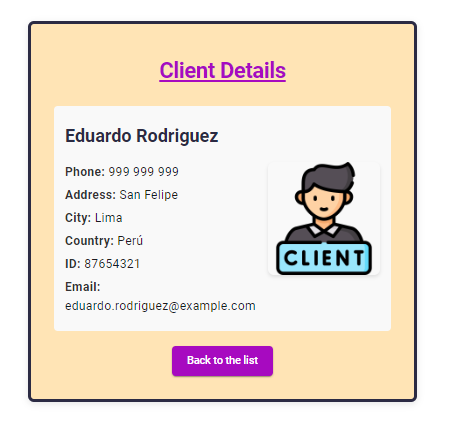 Client Details
Eduardo Rodriguez
Phone: 999 999 999
Address: San Felipe
City: Lima
Country: Perú
ID: 87654321
Email:
eduardo.rodriguez@example.com
CLIENT
Back to the list